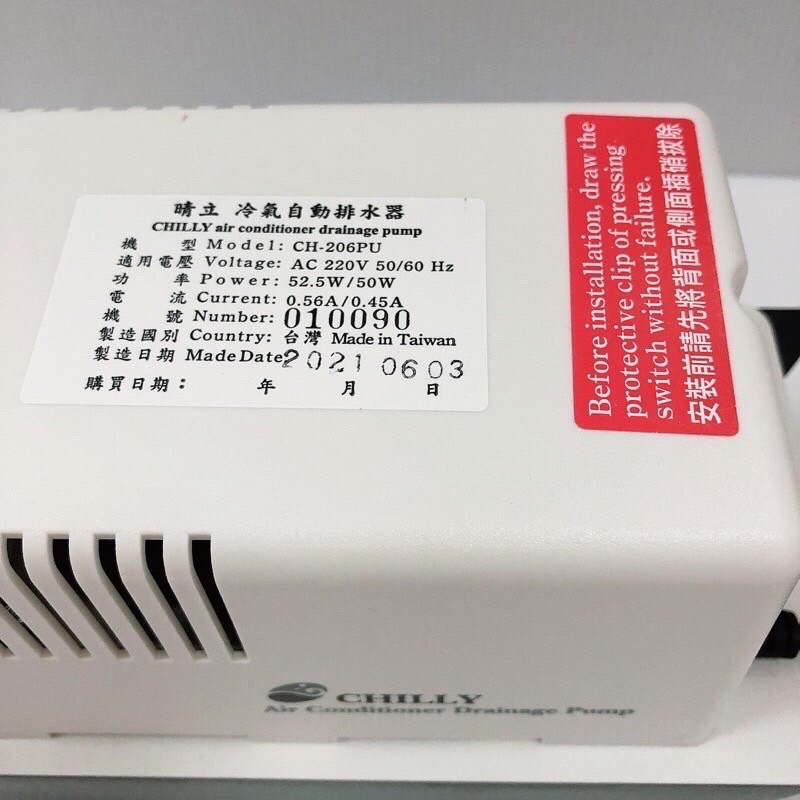 晴立 冷氣自動排水器
CHILLY air conditioner drainage pump
機 型 Model: CH-206PU
適用電壓 Voltage: AC 220V 50/60 Hz
功 率 Power: 52.5W/50W
電 流 Current: 0.56A/0.45A
機 號 Number: 010090
製造國別 Country: 台灣 Made in Taiwan
製造日期 Made Date: 2021 06 03
購買日期: 年 月 日
Before installation, draw the
protective clip of pressing
switch without failure.
安裝前請先將背面或側面插硝拔除
CHILLY
Air Conditioner Drainage Pump